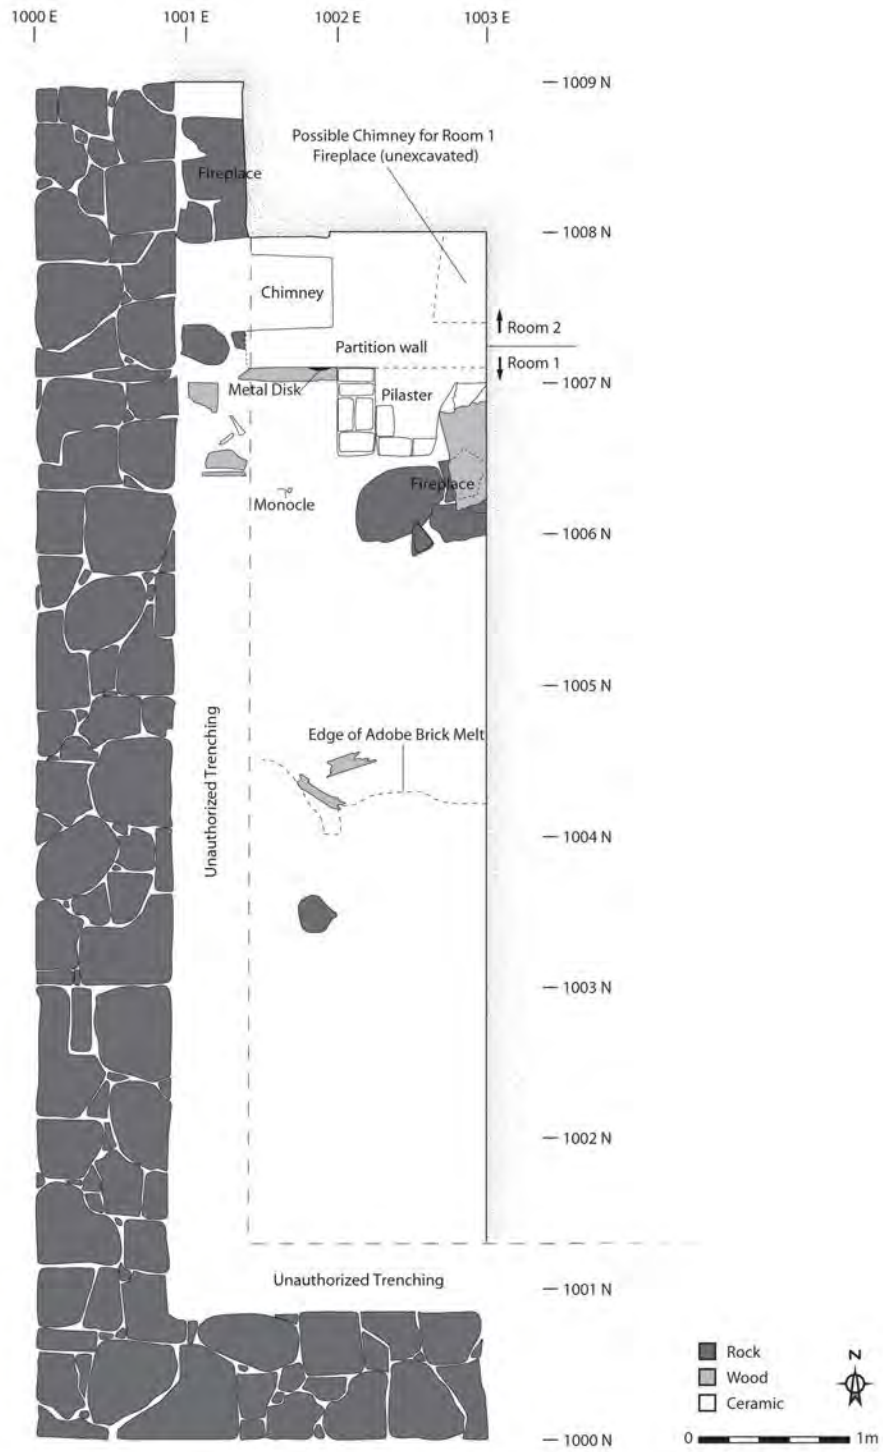 1000 E
1001 E
1002 E
1003 E
1009 N
Possible Chimney for Room 1
Fireplace (unexcavated)
Fireplace
1008 N
Chimney
Room 2
Partition wall
Room 1
1007 N
Metal Disk
Pilaster
Fireplace
Monocle
1006 N
1005 N
Unauthorized Trenching
Edge of Adobe Brick Melt
1004 N
1003 N
1002 N
Unauthorized Trenching
1001 N
Rock
Wood
Ceramic
N
0
1m
1000 N